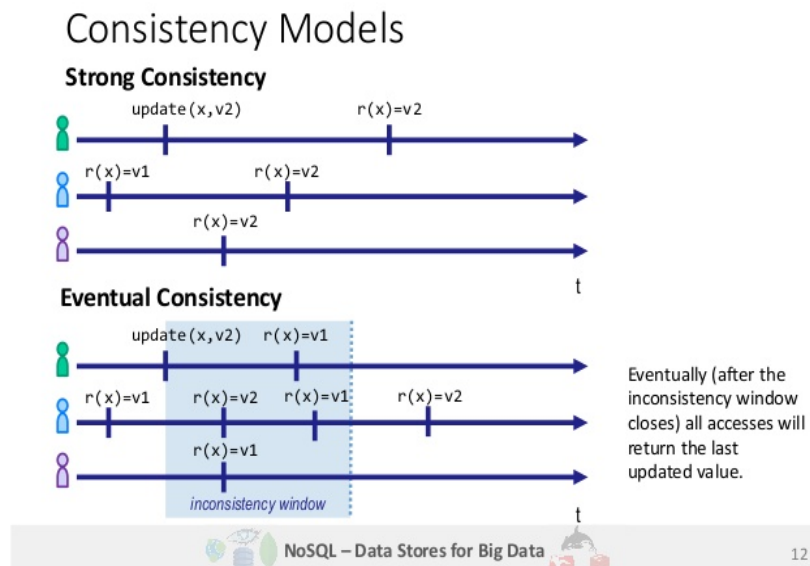 Consistency Models
Strong Consistency
update(x,v2) r(x)=v2
r(x)=v1 r(x)=v2
r(x)=v2
t
Eventual Consistency
update(x,v2) r(x)=v1
r(x)=v1 r(x)=v2 r(x)=v1 r(x)=v2
r(x)=v1
inconsistency window
t
Eventually (after the
inconsistency window
closes) all accesses will
return the last
updated value.
NoSQL – Data Stores for Big Data
12